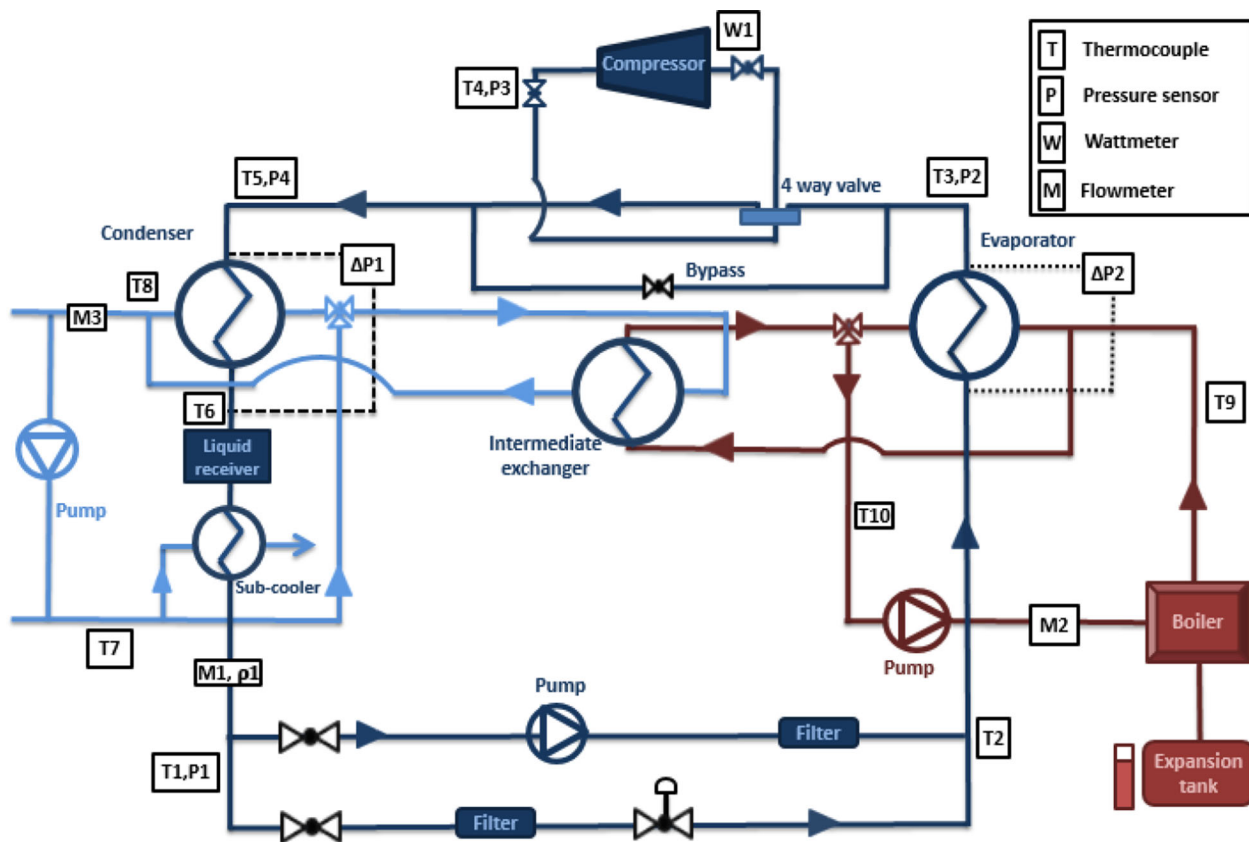 W1
Compressor
T4,P3
T Thermocouple
P Pressure sensor
W Wattmeter
M Flowmeter
T5,P4
4 way valve
T3,P2
Condenser
Evaporator
ΔP1
ΔP2
Bypass
T8
M3
T6
T9
Liquid
receiver
Intermediate
exchanger
Pump
T10
Sub-cooler
T7
M2
Boiler
Pump
M1, ρ1
Pump
Filter
T2
T1,P1
Expansion
tank
Filter